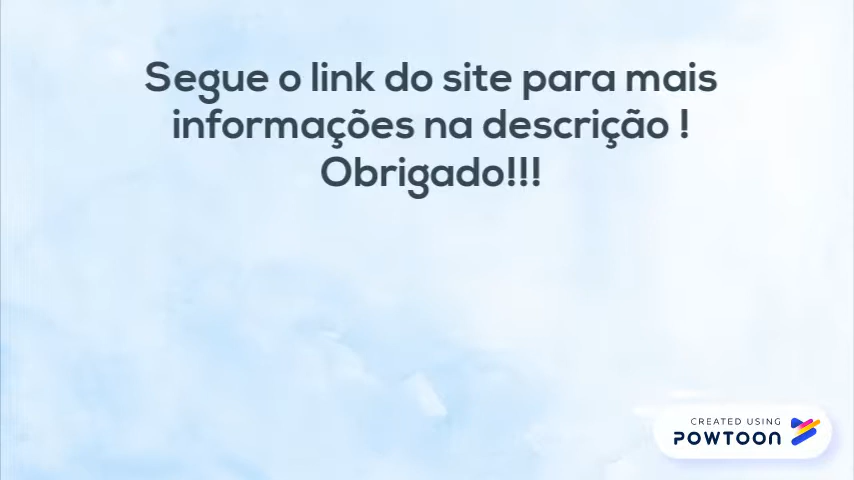 Segue o link do site para mais
informações na descrição !
Obrigado!!!
CREATED USING
POWTOON